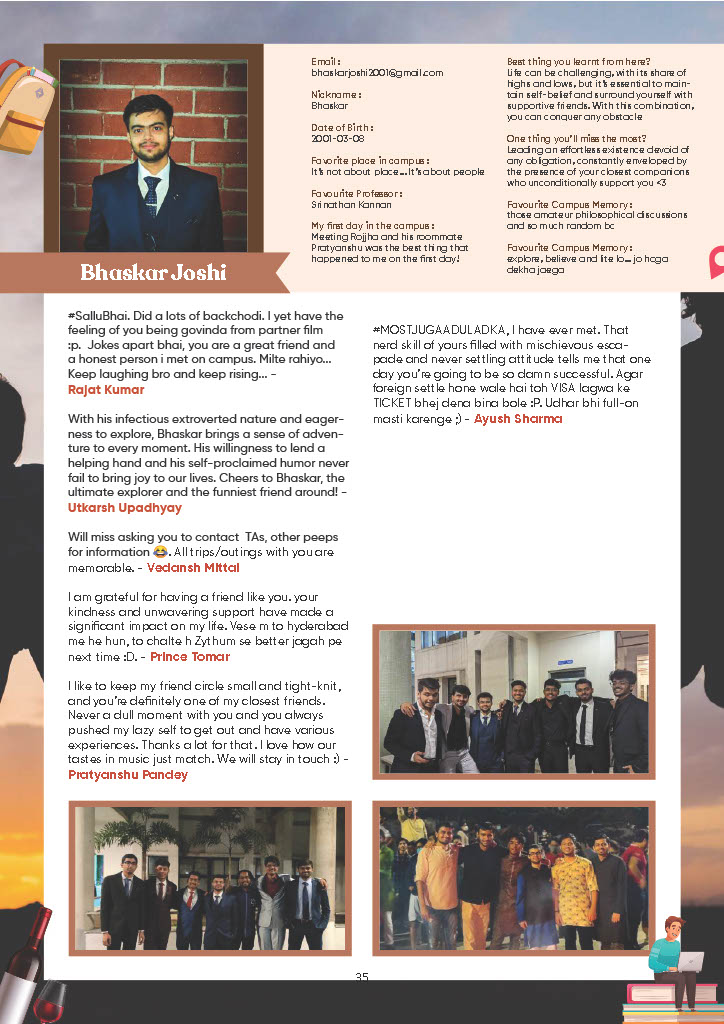 Email:
bhaskarjoshi2001@gmail.com
Nickname:
Bhaskar
Date of Birth:
2001-03-08
Favorite place in campus:
It's not about place... It's about people
Favourite Professor:
Srinathan Kannan
My first day in the campus:
Meeting Rojjha and his roommate
Pratyanshu was the best thing that
happened to me on the first day!
Best thing you learnt from here?
Life can be challenging, with its share of
highs and lows, but it's essential to main-
tain self-belief and surround yourself with
supportive friends. With this combination,
you can conquer any obstacle
One thing you'll miss the most?
Leading an effortless existence devoid of
any obligation, constantly enveloped by
the presence of your closest companions
who unconditionally support you <3
Favourite Campus Memory:
those amateur philosophical discussions
and so much random bc
Favourite Campus Memory:
explore, believe and lite lo... jo hoga
dekha jaega
Bhaskar Joshi
#SalluBhai. Did a lots of backchodi. I yet have the
feeling of you being govinda from partner film
:p. Jokes apart bhai, you are a great friend and
a honest person i met on campus. Milte rahiyo...
Keep laughing bro and keep rising... -
Rajat Kumar
With his infectious extroverted nature and eager-
ness to explore, Bhaskar brings a sense of adven-
ture to every moment. His willingness to lend a
helping hand and his self-proclaimed humor never
fail to bring joy to our lives. Cheers to Bhaskar, the
ultimate explorer and the funniest friend around! -
Utkarsh Upadhyay
Will miss asking you to contact TAs, other peeps
for information 😂. All trips/outings with you are
memorable. - Vedansh Mittal
I am grateful for having a friend like you. your
kindness and unwavering support have made a
significant impact on my life. Vese m to hyderabad
me he hun, to chalte h Zythum se better jagah pe
next time :D. - Prince Tomar
I like to keep my friend circle small and tight-knit,
and you're definitely one of my closest friends.
Never a dull moment with you and you always
pushed my lazy self to get out and have various
experiences. Thanks a lot for that. I love how our
tastes in music just match. We will stay in touch :) -
Pratyanshu Pandey
#MOSTJUGAADULADKA, I have ever met. That
nerd skill of yours filled with mischievous esca-
pade and never settling attitude tells me that one
day you're going to be so damn successful. Agar
foreign settle hone wale hai toh VISA lagwa ke
TICKET bhej dena bina bole :P. Udhar bhi full-on
masti karenge ;) - Ayush Sharma
35